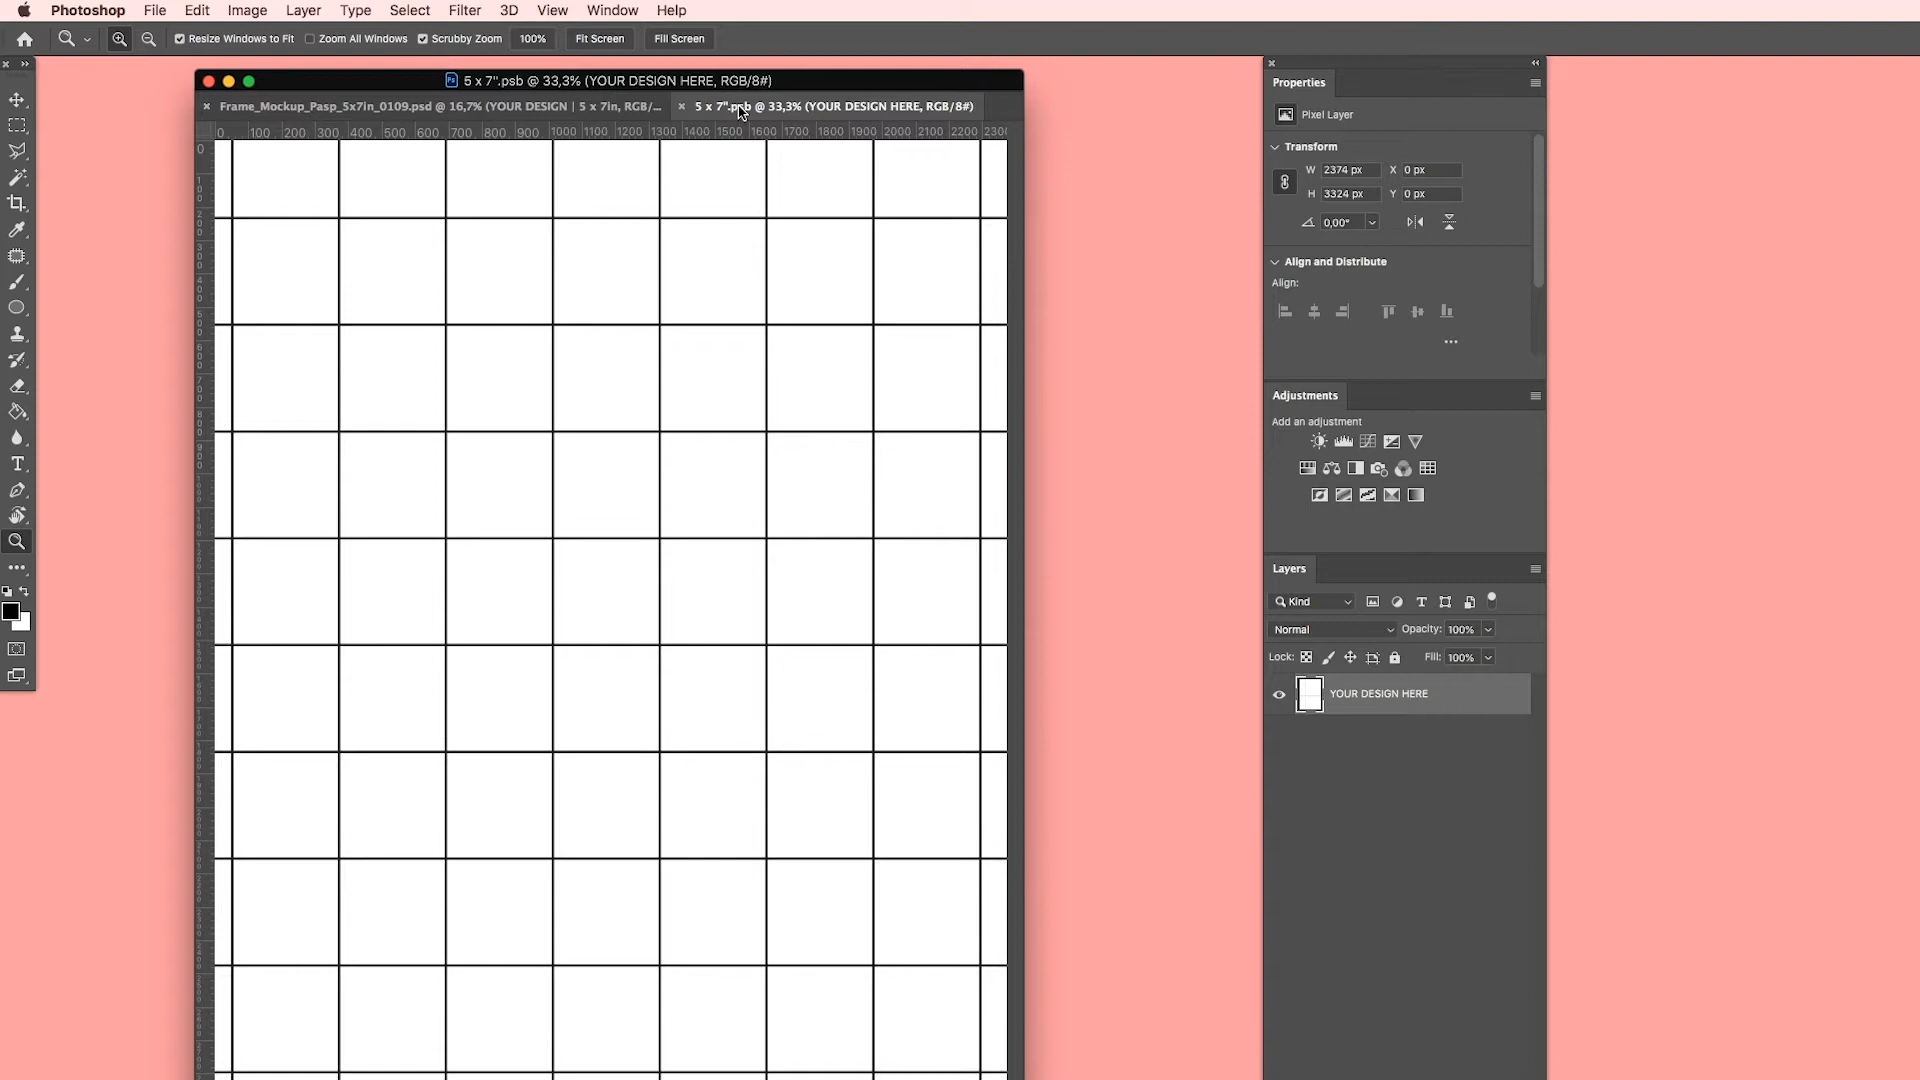 Photoshop File Edit Image Layer Type Select Filter 3D View Window Help
Resize Windows to Fit Zoom All Windows Scrubby Zoom 100% Fit Screen Fill Screen
5 x 7".psb @ 33,3% (YOUR DESIGN HERE, RGB/8#)
Frame_Mockup_Pasp_5x7in_0109.psd @ 16,7% (YOUR DESIGN | 5 x 7in, RGB/... 5 x 7".psb @ 33,3% (YOUR DESIGN HERE, RGB/8#)
0 100 200 300 400 500 600 700 800 900 1000 1100 1200 1300 1400 1500 1600 1700 1800 1900 2000 2100 2200 230
Properties
Pixel Layer
Transform
W 2374 px X 0 px
H 3324 px Y 0 px
0,00°
Align and Distribute
Align:
Adjustments
Add an adjustment
Layers
Kind
Normal Opacity: 100%
Lock: Fill: 100%
YOUR DESIGN HERE